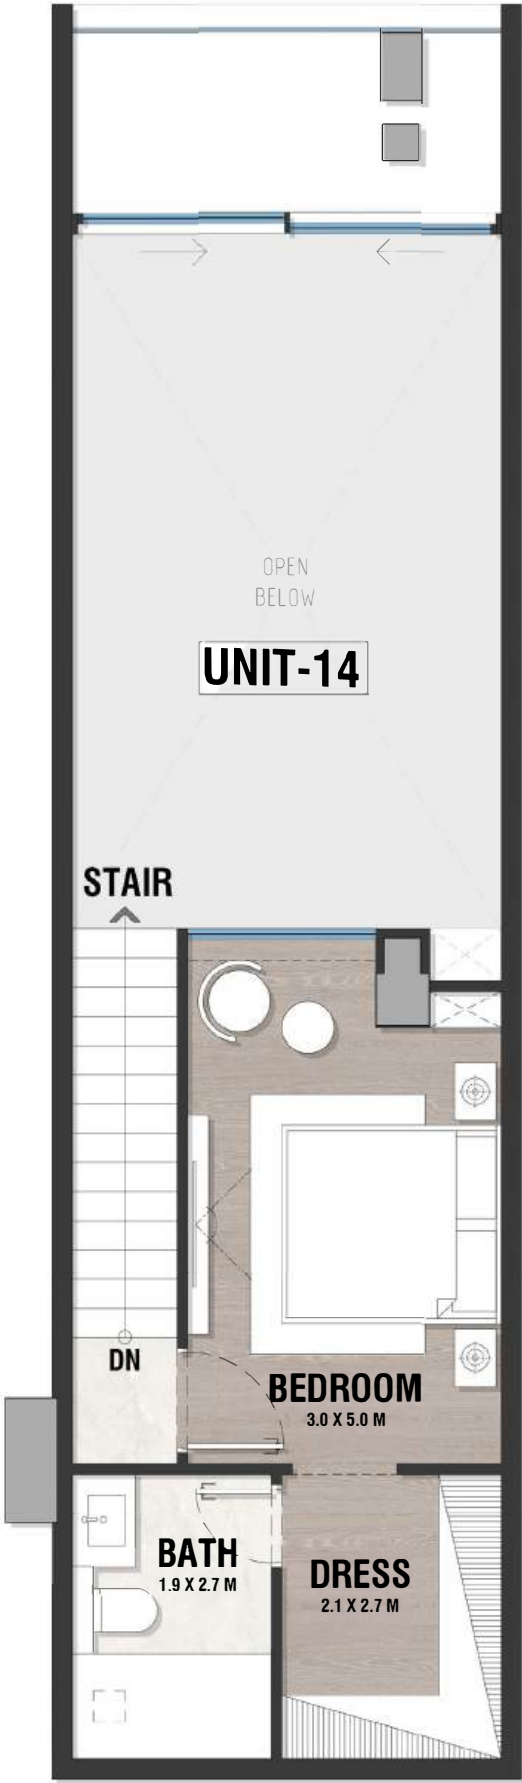 OPEN
BELOW
UNIT-14
STAIR
DN
BEDROOM
3.0 X 5.0 M
BATH
1.9 X 2.7 M
DRESS
2.1 X 2.7 M